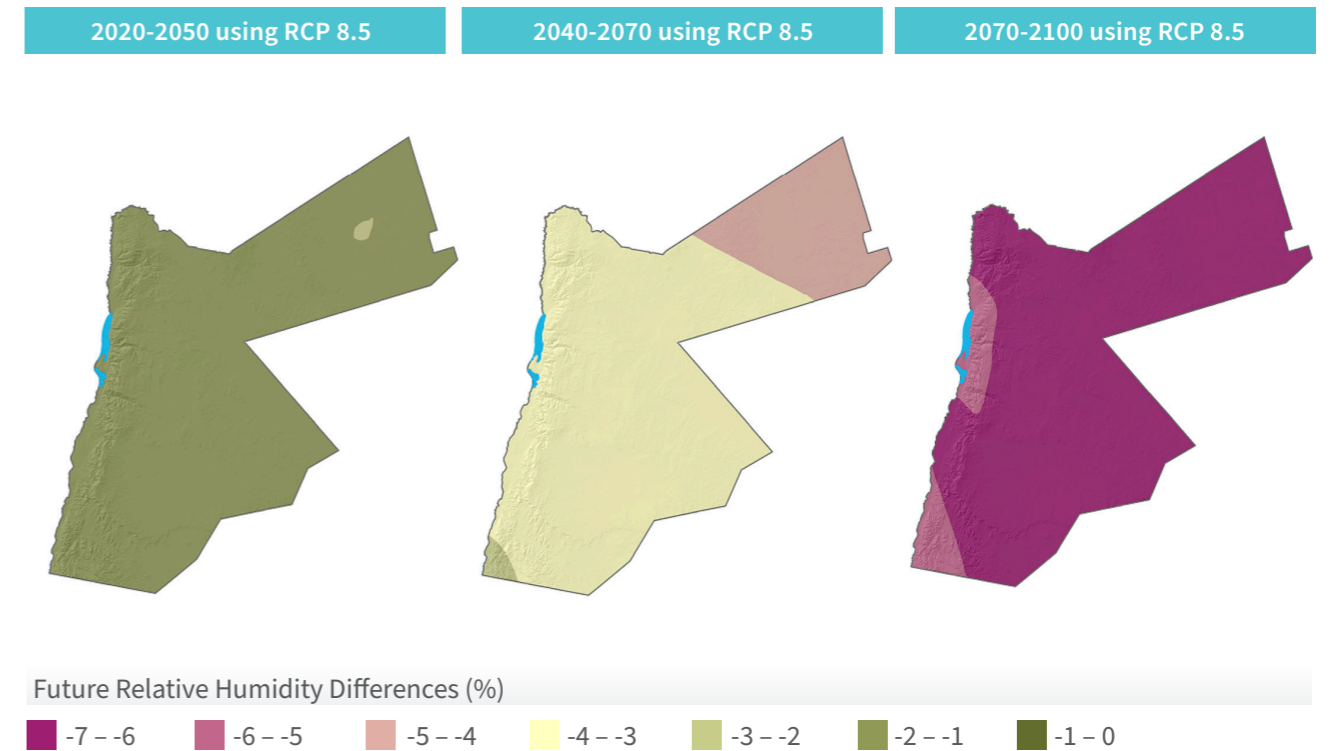 2020-2050 using RCP 8.5
2040-2070 using RCP 8.5
2070-2100 using RCP 8.5
Future Relative Humidity Differences (%)
-7 – -6
-6 – -5
-5 – -4
-4 – -3
-3 – -2
-2 – -1
-1 – 0